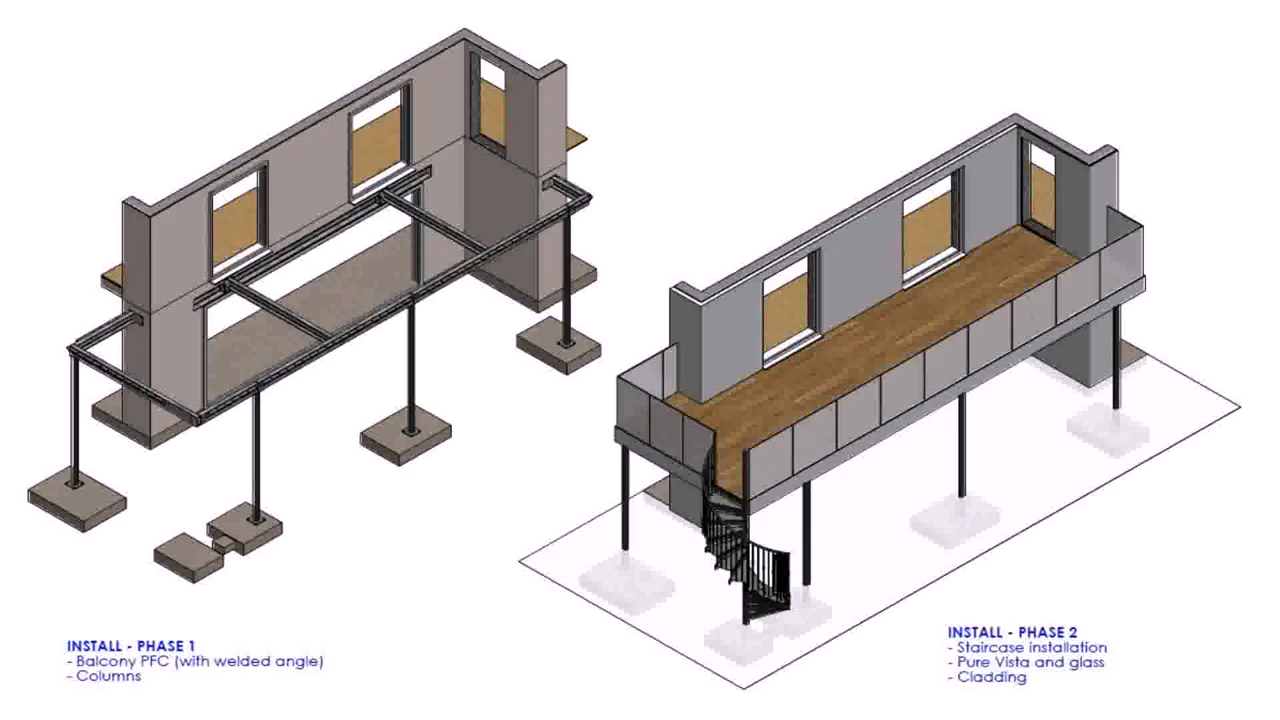 INSTALL - PHASE 1
- Balcony PFC (with welded angle)
- Columns
INSTALL - PHASE 2
- Staircase installation
- Pure Vista and glass
- Cladding